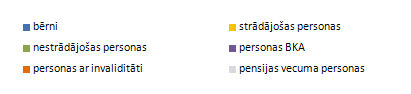 bērni
strādājošas personas
nestrādājošas personas
personas BKA
personas ar invaliditāti
pensijas vecuma personas